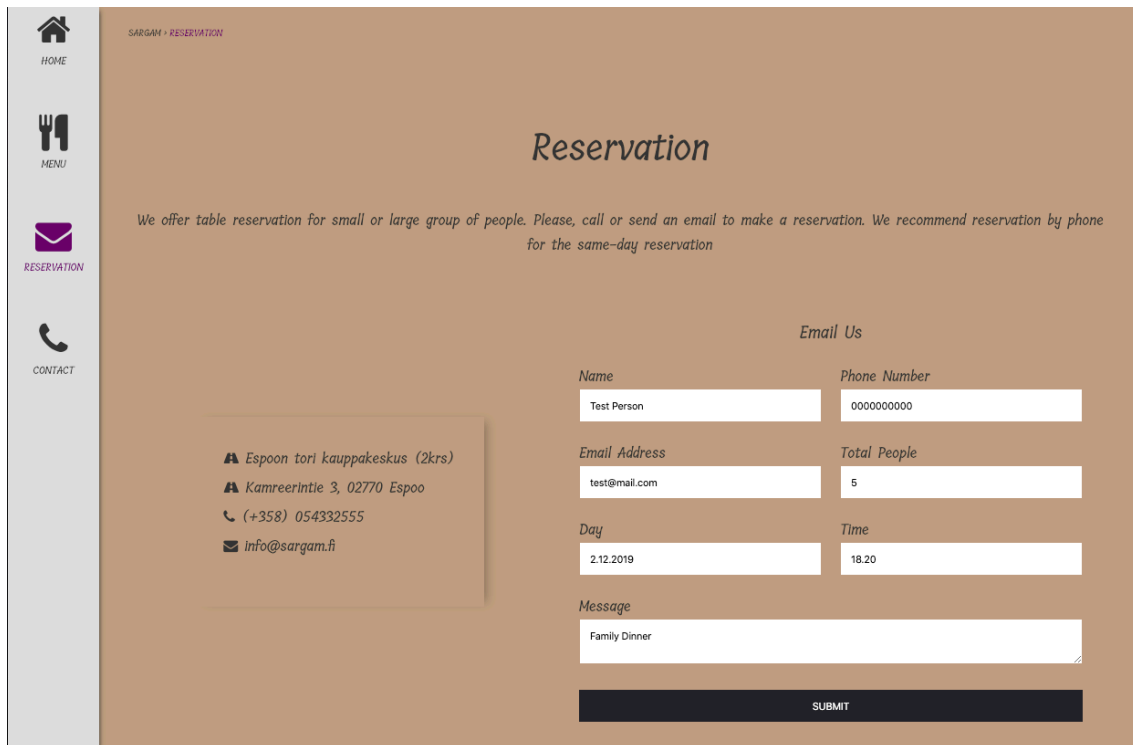 HOME
MENU
RESERVATION
CONTACT
SARGAM > RESERVATION
Reservation
We offer table reservation for small or large group of people. Please, call or send an email to make a reservation. We recommend reservation by phone
for the same-day reservation
Espoon tori kauppakeskus (2krs)
Kamreerintie 3, 02770 Espoo
(+358) 054332555
info@sargam.fi
Email Us
Name
Phone Number
Test Person
0000000000
Email Address
Total People
test@mail.com
5
Day
Time
2.12.2019
18.20
Message
Family Dinner
SUBMIT